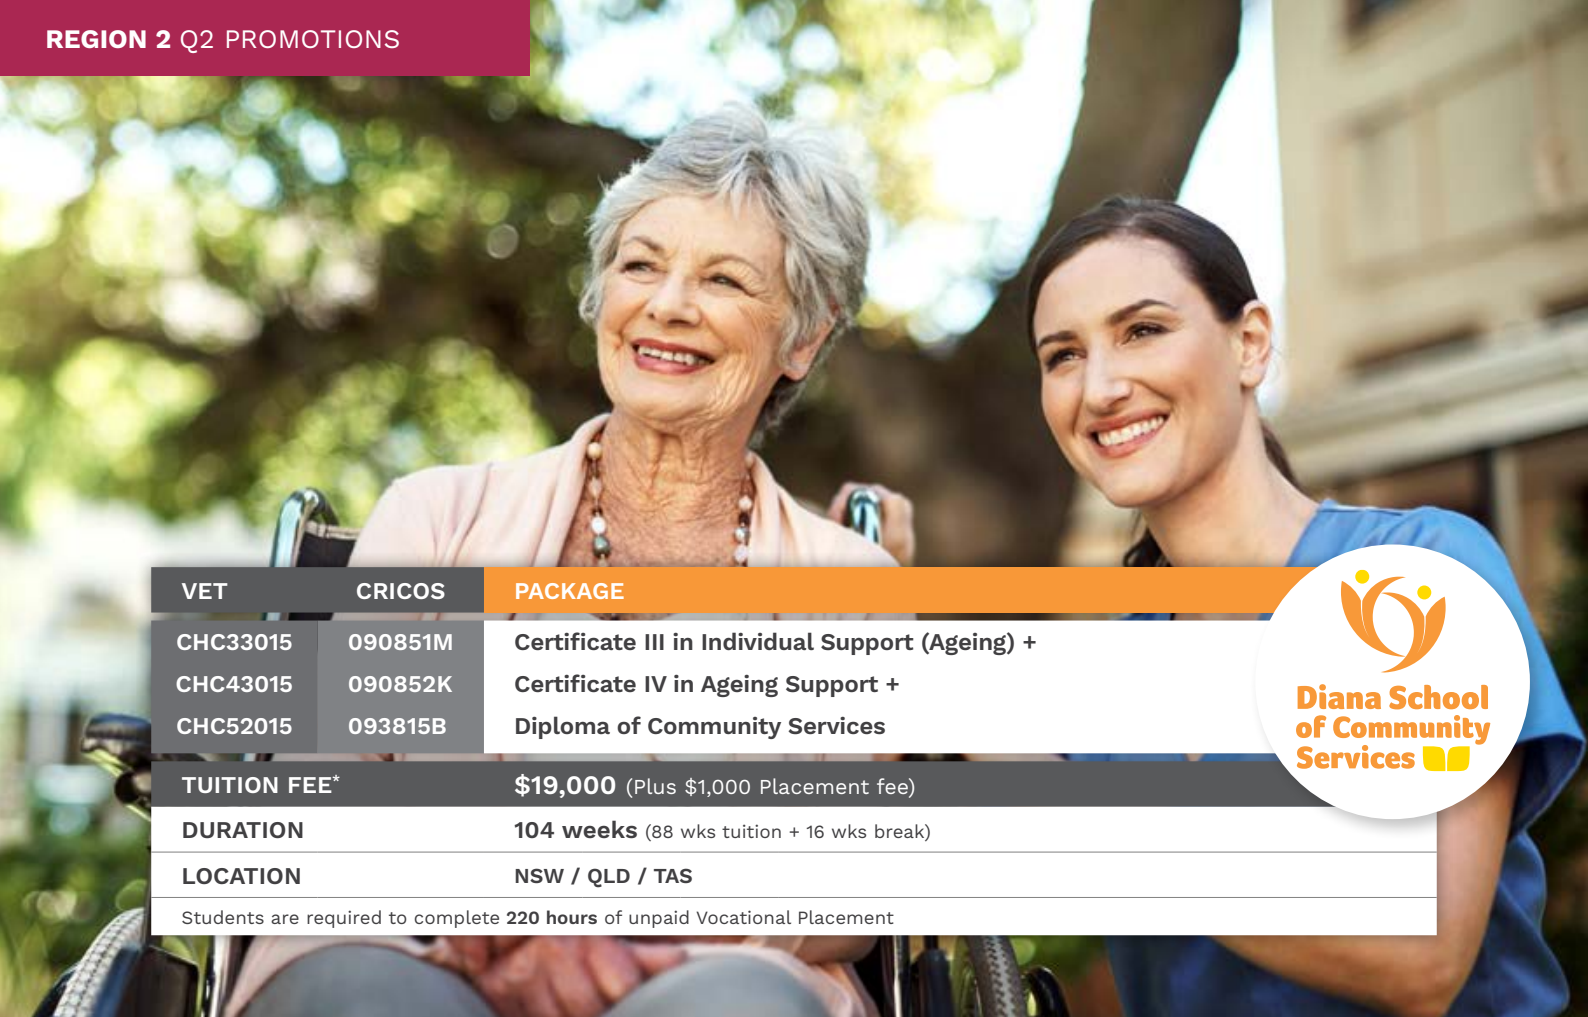 REGION 2 Q2 PROMOTIONS
VET CRICOS PACKAGE
CHC33015 090851M Certificate III in Individual Support (Ageing) +
CHC43015 090852K Certificate IV in Ageing Support +
CHC52015 093815B Diploma of Community Services
Diana School
of Community
Services
TUITION FEE* $19,000 (Plus $1,000 Placement fee)
DURATION 104 weeks (88 wks tuition + 16 wks break)
LOCATION NSW / QLD / TAS
Students are required to complete 220 hours of unpaid Vocational Placement